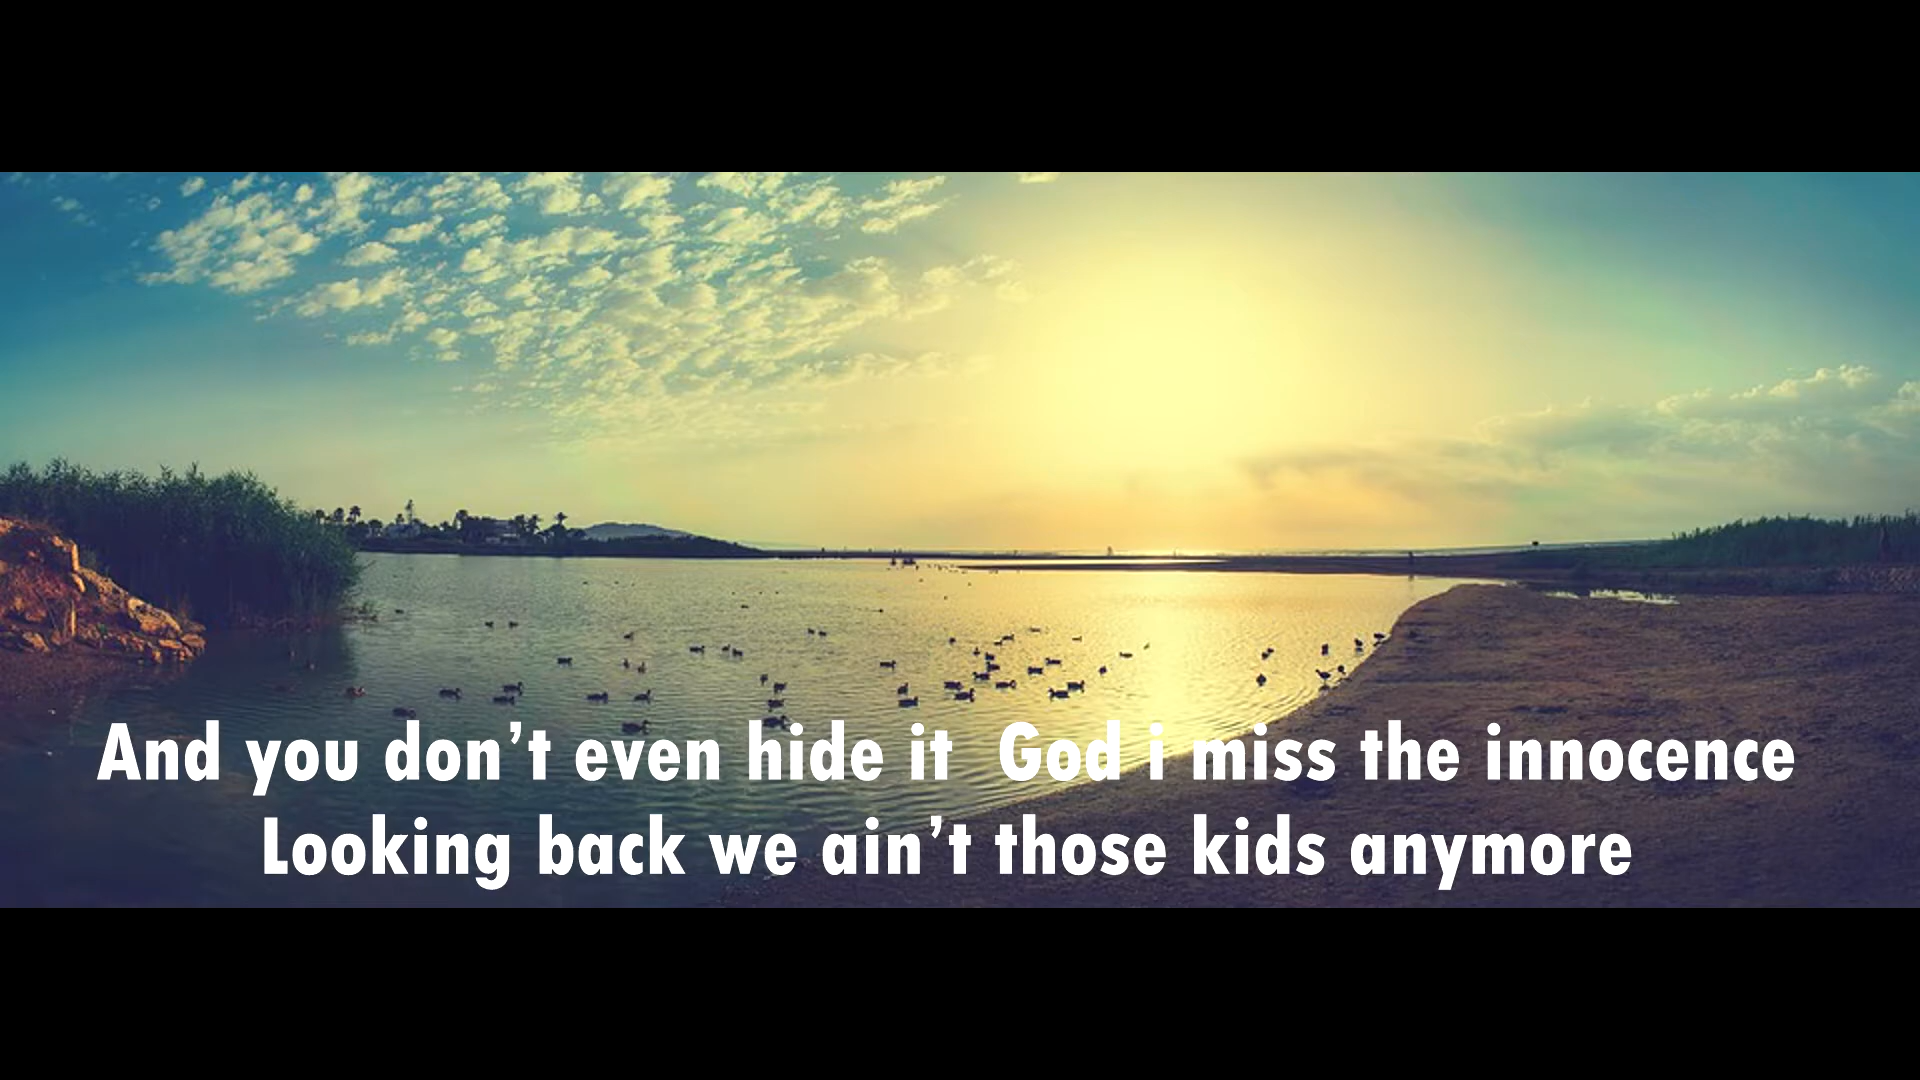 And you don’t even hide it  God i miss the innocence
Looking back we ain’t those kids anymore